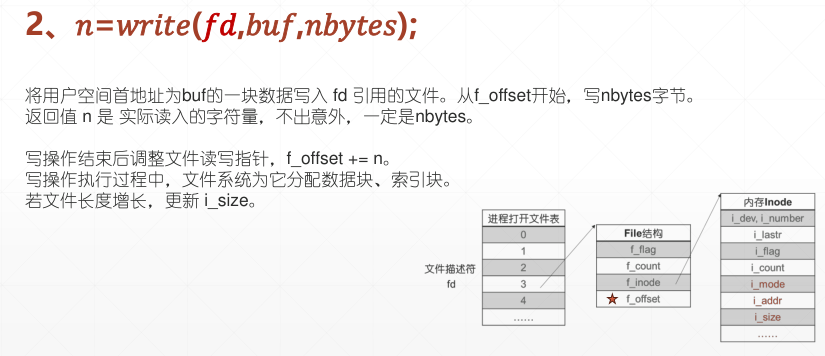 2、n=write(fd,buf,nbytes);
将用户空间首地址为buf的一块数据写入 fd 引用的文件。从f_offset开始，写nbytes字节。
返回值 n 是 实际读入的字符量，不出意外，一定是nbytes。
写操作结束后调整文件读写指针，f_offset += n。
写操作执行过程中，文件系统为它分配数据块、索引块。
若文件长度增长，更新 i_size。
文件描述符
fd
进程打开文件表
0
1
2
3
4
......
File结构
f_flag
f_count
f_inode
f_offset
内存Inode
i_dev, i_number
i_lastr
i_flag
i_count
i_mode
i_addr
i_size
......